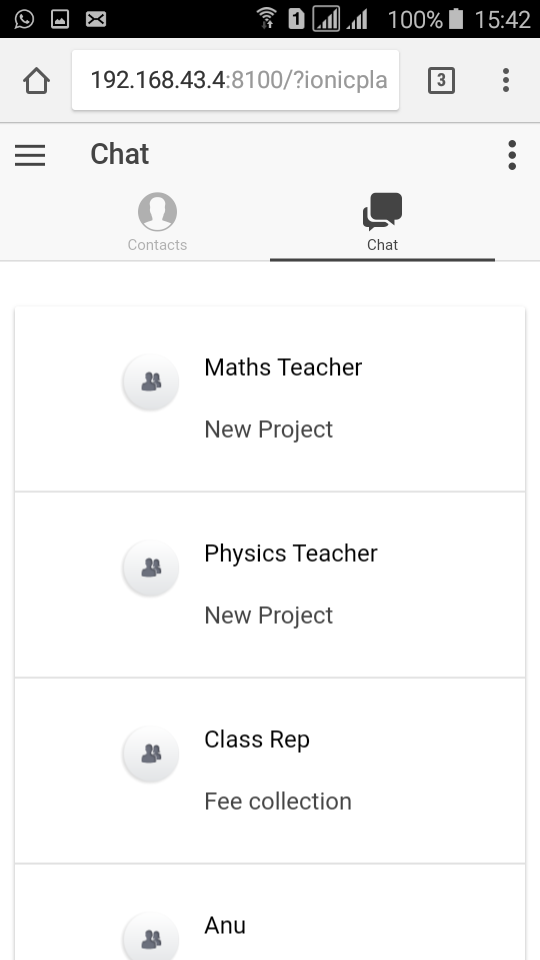 1 100% 15:42
192.168.43.4:8100/?ionicpla 3
Chat
Contacts Chat
Maths Teacher
New Project
Physics Teacher
New Project
Class Rep
Fee collection
Anu